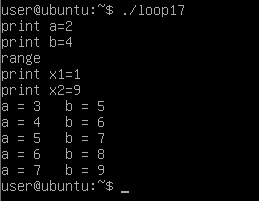 user@ubuntu:~$ ./loop17
print a=2
print b=4
range
print x1=1
print x2=9
a = 3   b = 5
a = 4   b = 6
a = 5   b = 7
a = 6   b = 8
a = 7   b = 9
user@ubuntu:~$ _